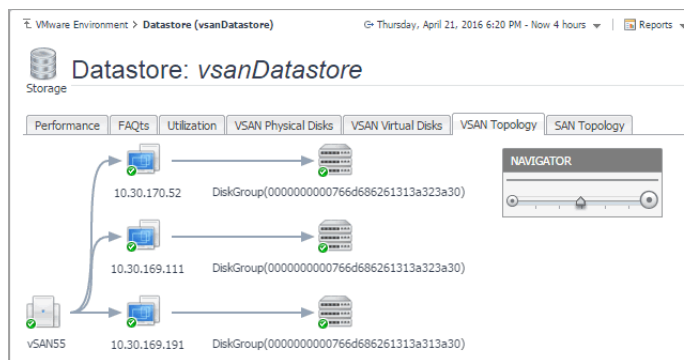 VMware Environment > Datastore (vsanDatastore) Thursday, April 21, 2016 6:20 PM - Now 4 hours | Reports
Datastore: vsanDatastore
Storage
Performance FAQts Utilization VSAN Physical Disks VSAN Virtual Disks VSAN Topology SAN Topology
NAVIGATOR
10.30.170.52 DiskGroup(0000000000766d686261313a323a30)
10.30.169.111 DiskGroup(0000000000766d686261313a323a30)
vSAN55 10.30.169.191 DiskGroup(0000000000766d686261313a313a30)